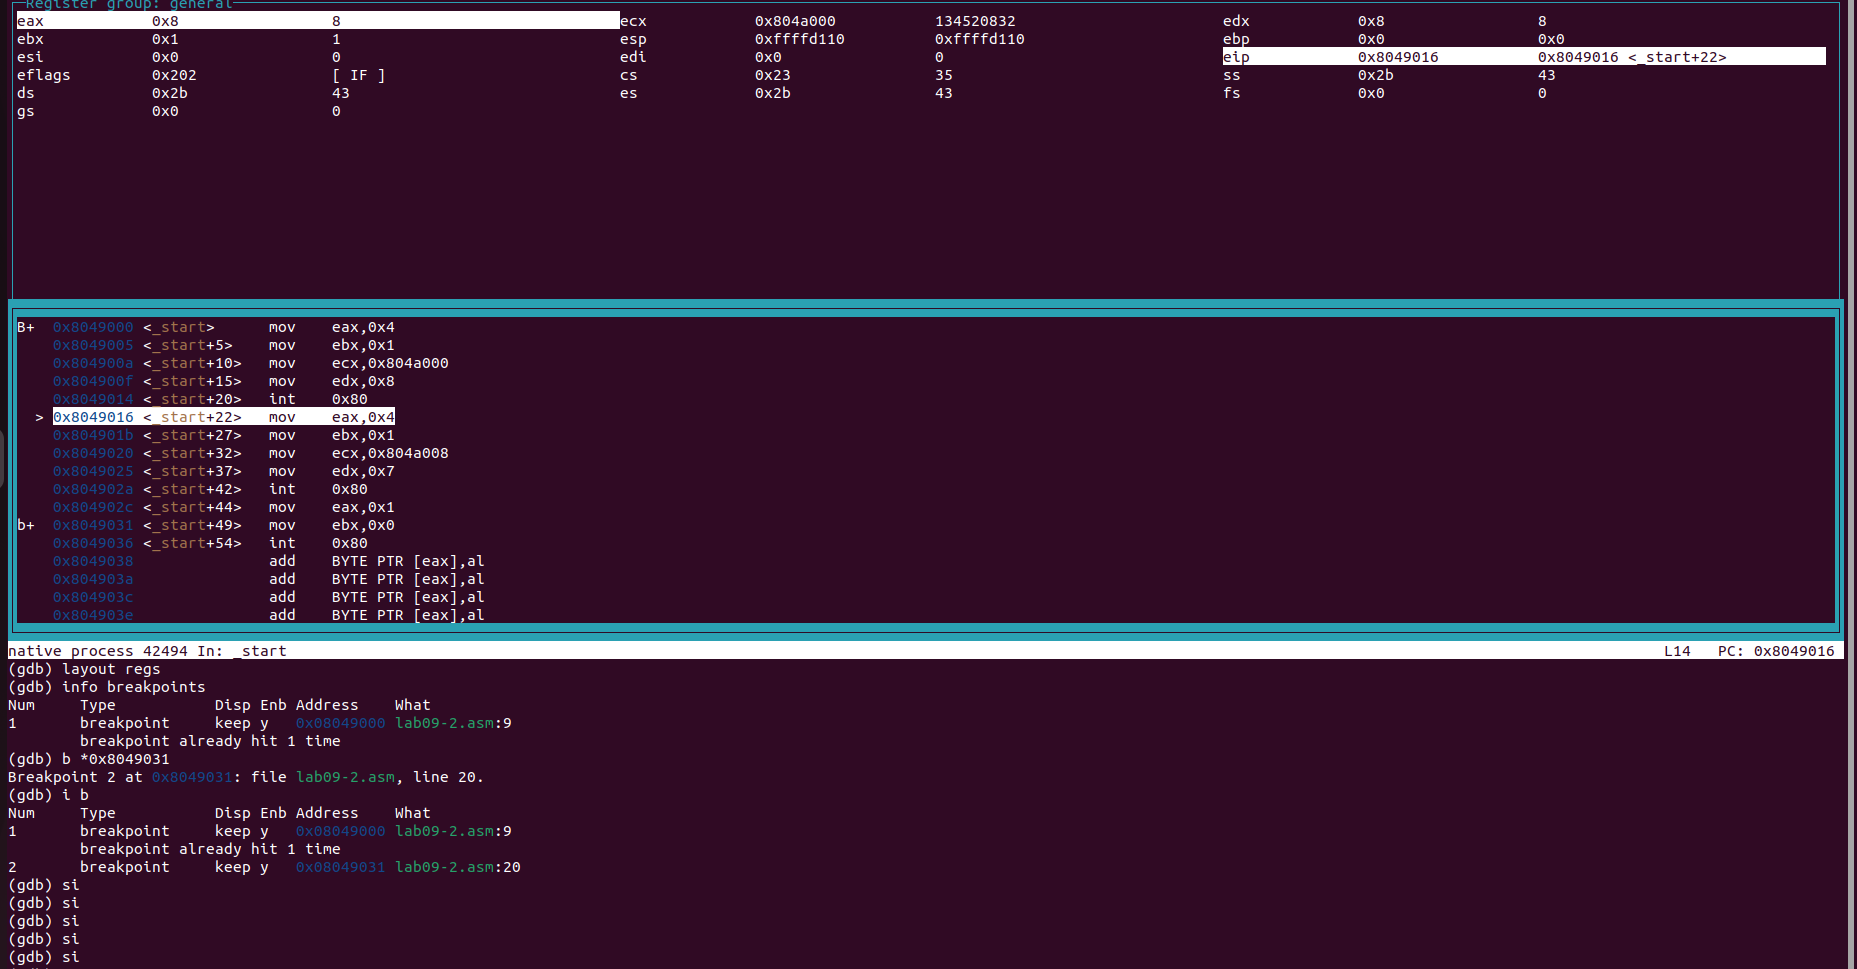 Register group: general
eax 0x8 8 ecx 0x804a000 134520832 edx 0x8 8
ebx 0x1 1 esp 0xffffd110 0xffffd110 ebp 0x0 0x0
esi 0x0 0 edi 0x0 0 eip 0x8049016 0x8049016 <_start+22>
eflags 0x202 [ IF ] cs 0x23 35 ss 0x2b 43
ds 0x2b 43 es 0x2b 43 fs 0x0 0
gs 0x0 0
B+ 0x8049000 <_start> mov eax,0x4
0x8049005 <_start+5> mov ebx,0x1
0x804900a <_start+10> mov ecx,0x804a000
0x804900f <_start+15> mov edx,0x8
0x8049014 <_start+20> int 0x80
> 0x8049016 <_start+22> mov eax,0x4
0x804901b <_start+27> mov ebx,0x1
0x8049020 <_start+32> mov ecx,0x804a008
0x8049025 <_start+37> mov edx,0x7
0x804902a <_start+42> int 0x80
0x804902c <_start+44> mov eax,0x1
b+ 0x8049031 <_start+49> mov ebx,0x0
0x8049036 <_start+54> int 0x80
0x8049038 add BYTE PTR [eax],al
0x804903a add BYTE PTR [eax],al
0x804903c add BYTE PTR [eax],al
0x804903e add BYTE PTR [eax],al
native process 42494 In: _start L14 PC: 0x8049016
(gdb) layout regs
(gdb) info breakpoints
Num Type Disp Enb Address What
1 breakpoint keep y 0x08049000 lab09-2.asm:9
breakpoint already hit 1 time
(gdb) b *0x8049031
Breakpoint 2 at 0x8049031: file lab09-2.asm, line 20.
(gdb) i b
Num Type Disp Enb Address What
1 breakpoint keep y 0x08049000 lab09-2.asm:9
breakpoint already hit 1 time
2 breakpoint keep y 0x08049031 lab09-2.asm:20
(gdb) si
(gdb) si
(gdb) si
(gdb) si
(gdb) si